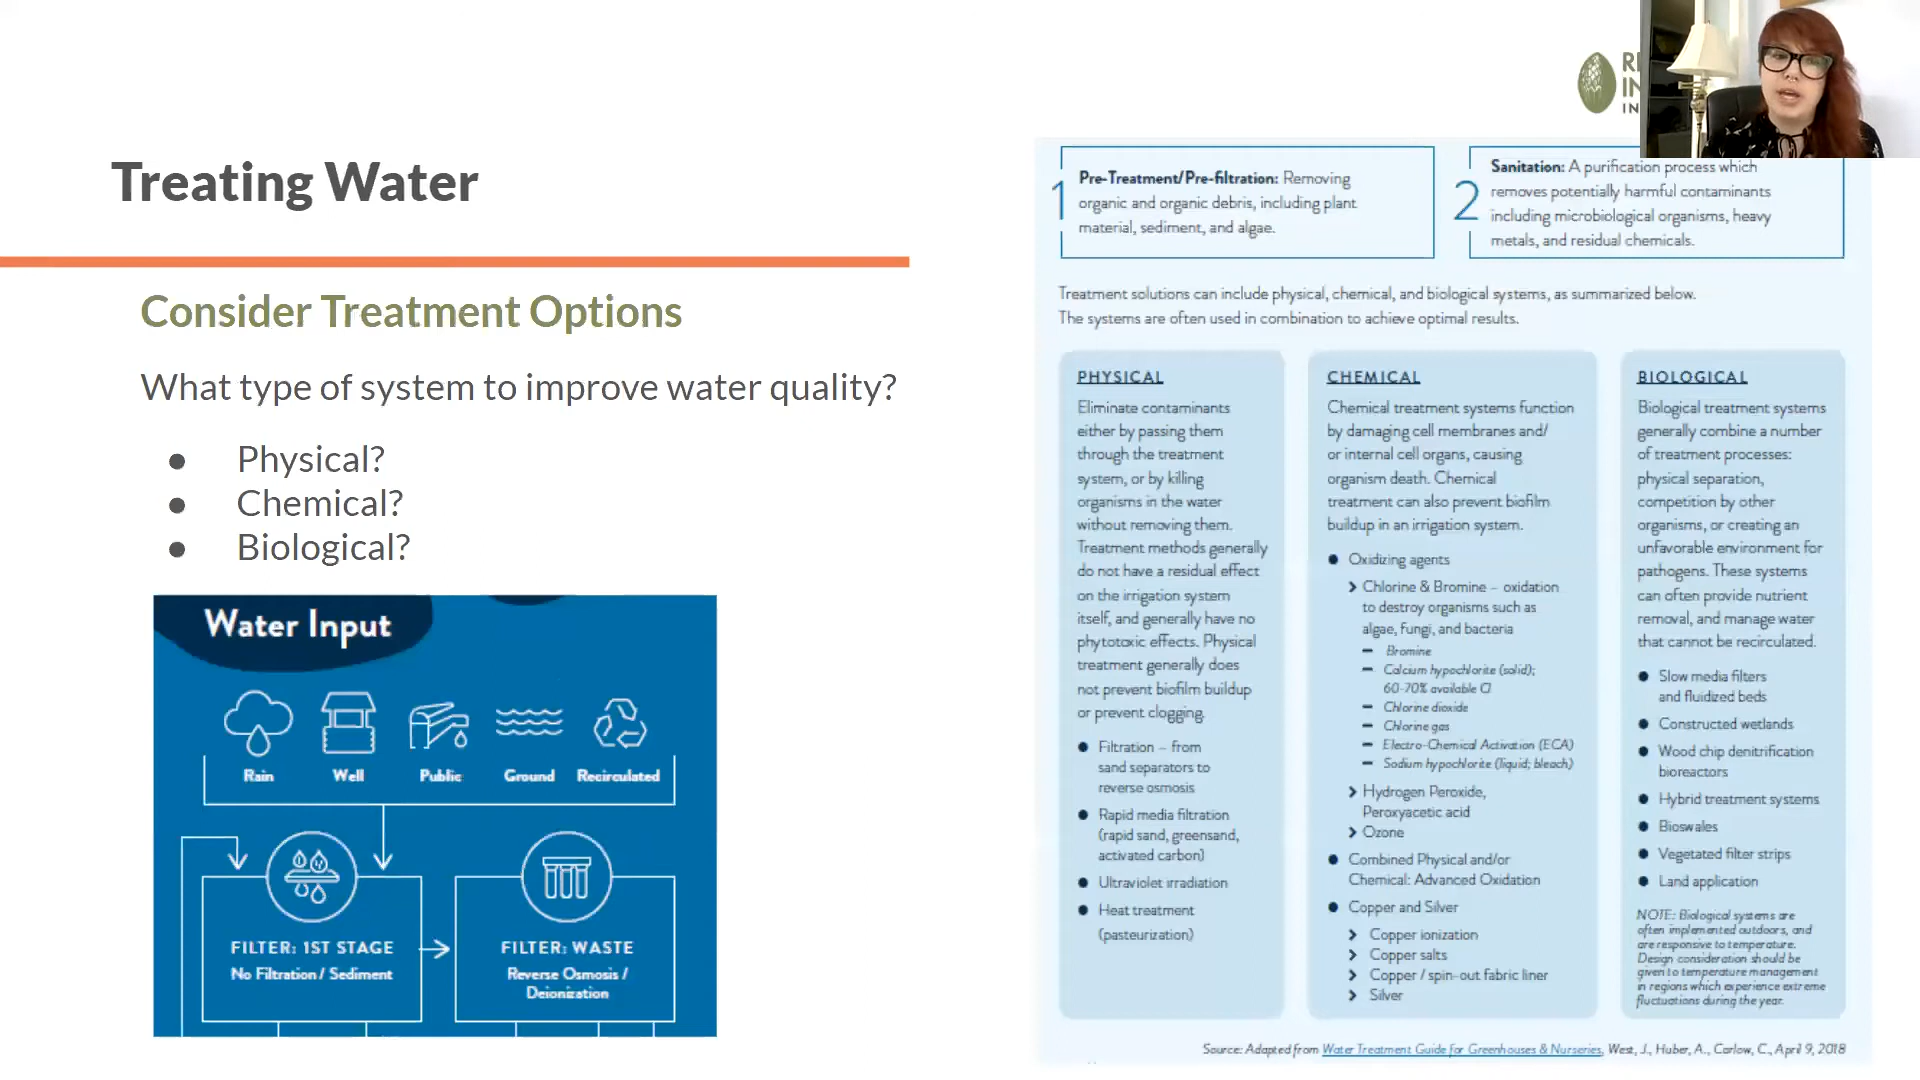 Treating Water
Consider Treatment Options
What type of system to improve water quality?
● Physical?
● Chemical?
● Biological?
Water Input
Rain Well Public Ground Recirculated
FILTER: 1ST STAGE
No Filtration / Sediment
FILTER: WASTE
Reverse Osmosis /
Deionization
1
Pre-Treatment/Pre-filtration: Removing
organic and organic debris, including plant
material, sediment, and algae.
2
Sanitation: A purification process which
removes potentially harmful contaminants
including microbiological organisms, heavy
metals, and residual chemicals.
Treatment solutions can include physical, chemical, and biological systems, as summarized below.
The systems are often used in combination to achieve optimal results.
PHYSICAL
Eliminate contaminants
either by passing them
through the treatment
system, or by killing
organisms in the water
without removing them.
Treatment methods generally
do not have a residual effect
on the irrigation system
itself, and generally have no
phytotoxic effects. Physical
treatment generally does
not prevent biofilm buildup
or prevent clogging.
● Filtration – from
sand separators to
reverse osmosis
● Rapid media filtration
(rapid sand, greensand,
activated carbon)
● Ultraviolet irradiation
● Heat treatment
(pasteurization)
CHEMICAL
Chemical treatment systems function
by damaging cell membranes and/
or internal cell organs, causing
organism death. Chemical
treatment can also prevent biofilm
buildup in an irrigation system.
● Oxidizing agents
> Chlorine & Bromine – oxidation
to destroy organisms such as
algae, fungi, and bacteria
– Bromine
– Calcium hypochlorite (solid);
60-70% available Cl
– Chlorine dioxide
– Chlorine gas
– Electro-Chemical Activation (ECA)
– Sodium hypochlorite (liquid; bleach)
> Hydrogen Peroxide,
Peroxyacetic acid
> Ozone
● Combined Physical and/or
Chemical: Advanced Oxidation
● Copper and Silver
> Copper ionization
> Copper salts
> Copper / spin-out fabric liner
> Silver
BIOLOGICAL
Biological treatment systems
generally combine a number
of treatment processes:
physical separation,
competition by other
organisms, or creating an
unfavorable environment for
pathogens. These systems
can often provide nutrient
removal, and manage water
that cannot be recirculated.
● Slow media filters
and fluidized beds
● Constructed wetlands
● Wood chip denitrification
bioreactors
● Hybrid treatment systems
● Bioswales
● Vegetated filter strips
● Land application
NOTE: Biological systems are
often implemented outdoors, and
are responsive to temperature.
Design consideration should be
given to temperature management
in regions which experience extreme
fluctuations during the year.
Source: Adapted from Water Treatment Guide for Greenhouses & Nurseries, West, J., Huber, A., Carlow, C., April 9, 2018